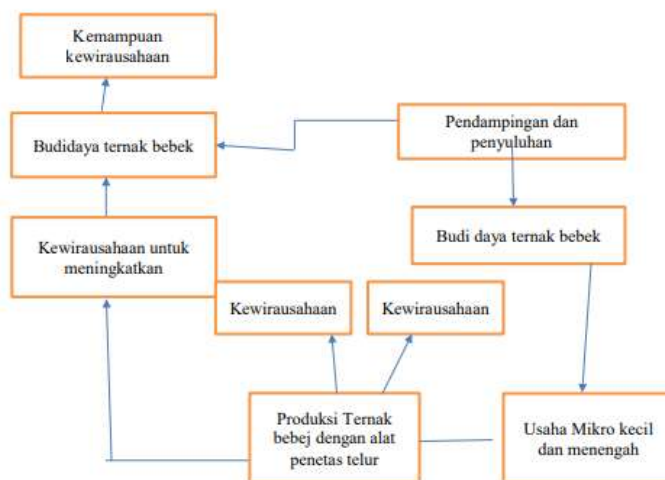 Kemampuan
kewirausahaan
Budidaya ternak bebek
Pendampingan dan
penyuluhan
Kewirausahaan untuk
meningkatkan
Budi daya ternak bebek
Kewirausahaan
Kewirausahaan
Produksi Ternak
bebej dengan alat
penetas telur
Usaha Mikro kecil
dan menengah